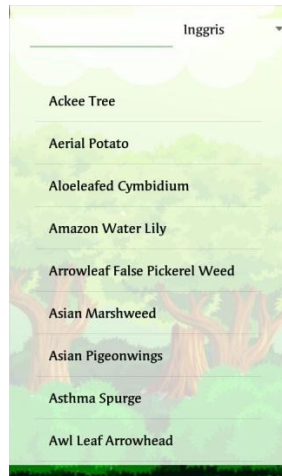 Inggris
Ackee Tree
Aerial Potato
Aloeleafed Cymbidium
Amazon Water Lily
Arrowleaf False Pickerel Weed
Asian Marshweed
Asian Pigeonwings
Asthma Spurge
Awl Leaf Arrowhead